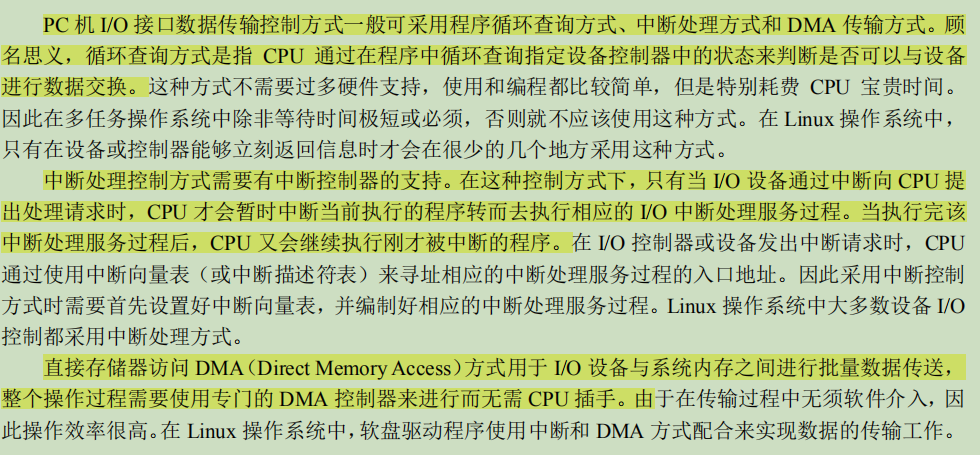 PC 机 I/O 接口数据传输控制方式一般可采用程序循环查询方式、中断处理方式和 DMA 传输方式。顾
名思义，循环查询方式是指 CPU 通过在程序中循环查询指定设备控制器中的状态来判断是否可以与设备
进行数据交换。这种方式不需要过多硬件支持，使用和编程都比较简单，但是特别耗费 CPU 宝贵时间。
因此在多任务操作系统中除非等待时间极短或必须，否则就不应该使用这种方式。在 Linux 操作系统中，
只有在设备或控制器能够立刻返回信息时才会在很少的几个地方采用这种方式。
中断处理控制方式需要有中断控制器的支持。在这种控制方式下，只有当 I/O 设备通过中断向 CPU 提
出处理请求时，CPU 才会暂时中断当前执行的程序转而去执行相应的 I/O 中断处理服务过程。当执行完该
中断处理服务过程后，CPU 又会继续执行刚才被中断的程序。在 I/O 控制器或设备发出中断请求时，CPU
通过使用中断向量表（或中断描述符表）来寻址相应的中断处理服务过程的入口地址。因此采用中断控制
方式时需要首先设置好中断向量表，并编制好相应的中断处理服务过程。Linux 操作系统中大多数设备 I/O
控制都采用中断处理方式。
直接存储器访问 DMA（Direct Memory Access）方式用于 I/O 设备与系统内存之间进行批量数据传送，
整个操作过程需要使用专门的 DMA 控制器来进行而无需 CPU 插手。由于在传输过程中无须软件介入，因
此操作效率很高。在 Linux 操作系统中，软盘驱动程序使用中断和 DMA 方式配合来实现数据的传输工作。